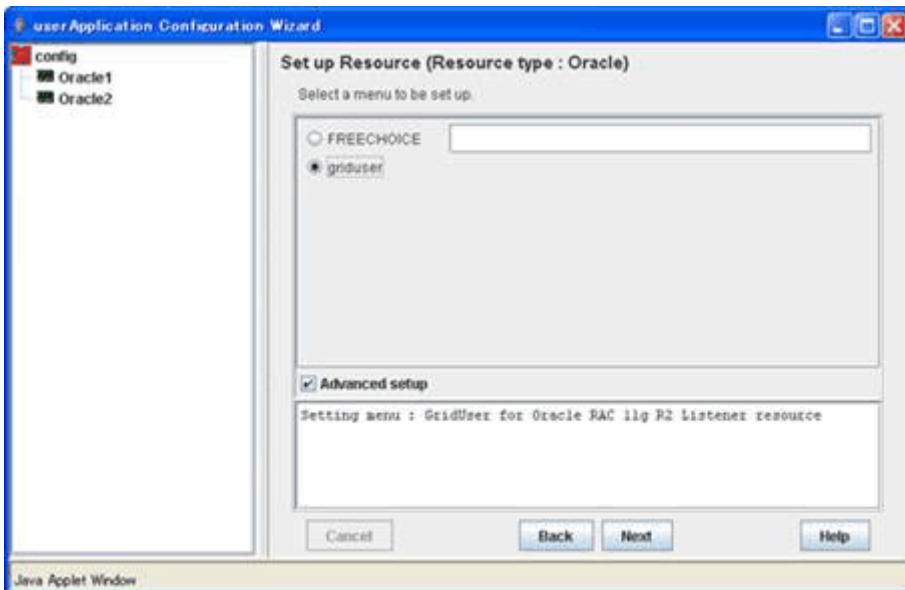 userApplication Configuration Wizard
config
Oracle1
Oracle2
Set up Resource (Resource type : Oracle)
Select a menu to be set up.
FREECHOICE
griduser
Advanced setup
Setting menu : GridUser for Oracle RAC 11g R2 Listener resource
Cancel
Back
Next
Help
Java Applet Window